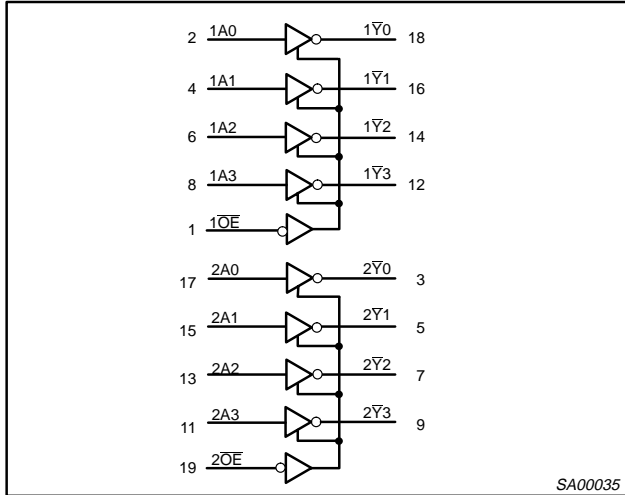 2 1A0 1Y̅0 18
4 1A1 1Y̅1 16
6 1A2 1Y̅2 14
8 1A3 1Y̅3 12
1 1O̅E̅
17 2A0 2Y̅0 3
15 2A1 2Y̅1 5
13 2A2 2Y̅2 7
11 2A3 2Y̅3 9
19 2O̅E̅
SA00035